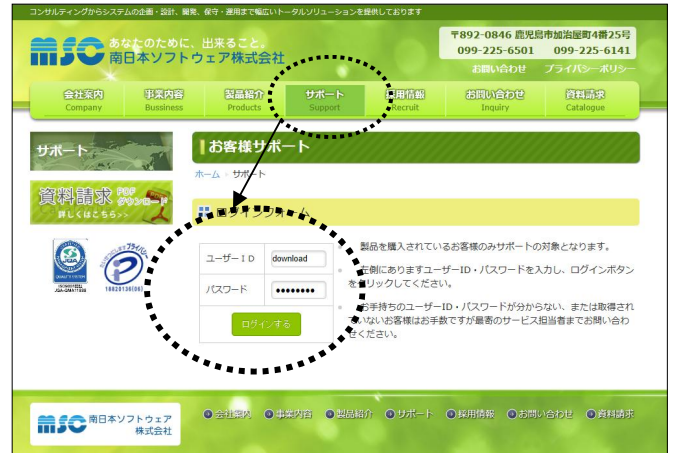 コンサルティングからシステムの企画・設計、開発、保守・運用まで幅広いトータルソリューションを提供しております
msc
あなたのために、出来ること。
南日本ソフトウェア株式会社
〒892-0846 鹿児島市加治屋町4番25号
099-225-6501 099-225-6141
お問い合わせ プライバシーポリシー
会社案内 事業内容 製品紹介 サポート 採用情報 お問い合わせ 資料請求
Company Bussiness Products Support Recruit Inquiry Catalogue
サポート
お客様サポート
ホーム › サポート
資料請求 PDF ダウンロード
詳しくはこちら>>
ログインフォーム
ユーザーID download
パスワード ●●●●●●●●
ログインする
製品を購入されているお客様のみサポートの対象となります。
左側にありますユーザーID・パスワードを入力し、ログインボタンをクリックしてください。
お手持ちのユーザーID・パスワードが分からない、または取得されていないお客様はお手数ですが最寄のサービス担当者までお問い合わせください。
msc 南日本ソフトウェア
株式会社
会社案内 事業内容 製品紹介 サポート 採用情報 お問い合わせ 資料請求